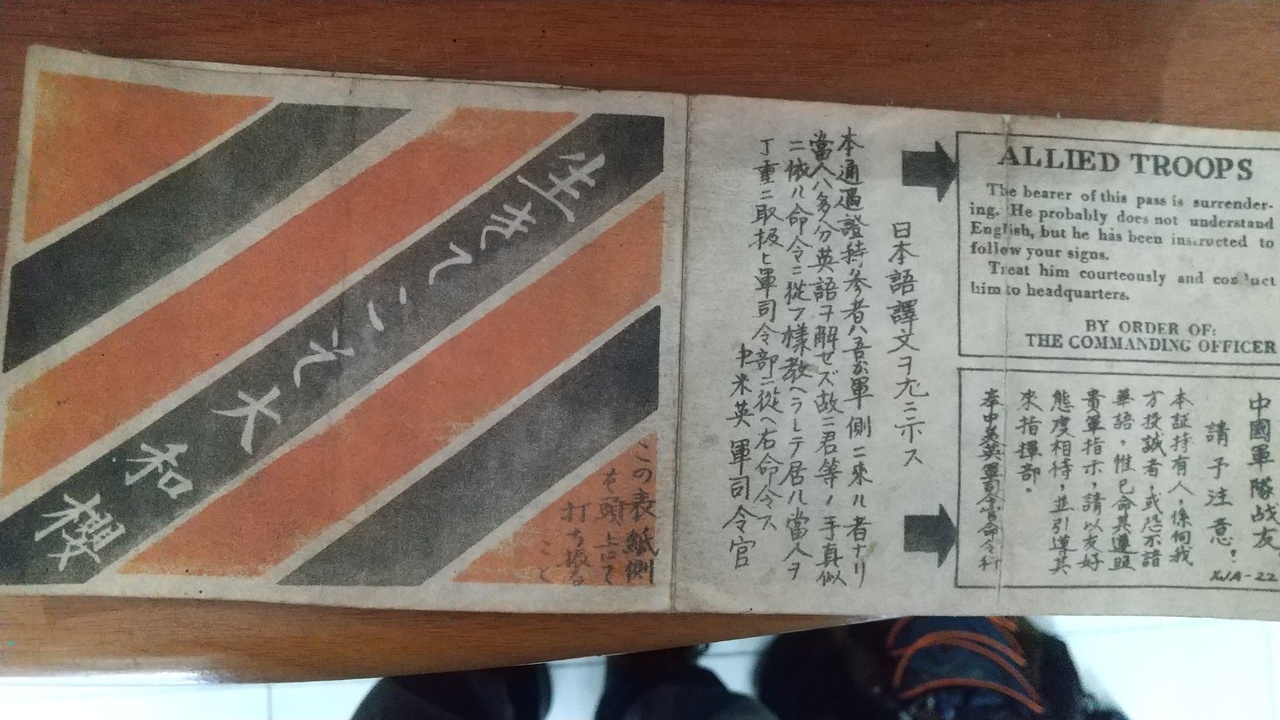 生きてこそ大和櫻
この表紙側
を頭上にて
打ち振る
こと
日本語譯文ヲ左ニ示ス
本通過證持參者ハ吾ガ軍側ニ來ル者ナリ
當人ハ多分英語ヲ解セズ故ニ君等ノ手真似
ニ依ル命令ニ從フ様教ヘラレテ居ル當人ヲ
丁重ニ取扱ヒ軍司令部ニ從ヘ右命令ス
中米英軍司令官
ALLIED TROOPS
The bearer of this pass is surrender-
ing. He probably does not understand
English, but he has been instructed to
follow your signs.
Treat him courteously and conduct
him to headquarters.
BY ORDER OF:
THE COMMANDING OFFICER
中國軍隊战友
請予注意:
本証持有人,係向我
方投誠者,或恐不諳
華語,惟已命其遵照
貴軍指示,請以友好
態度相待,並引導其
來指揮部.
奉中美英軍司令官命令行